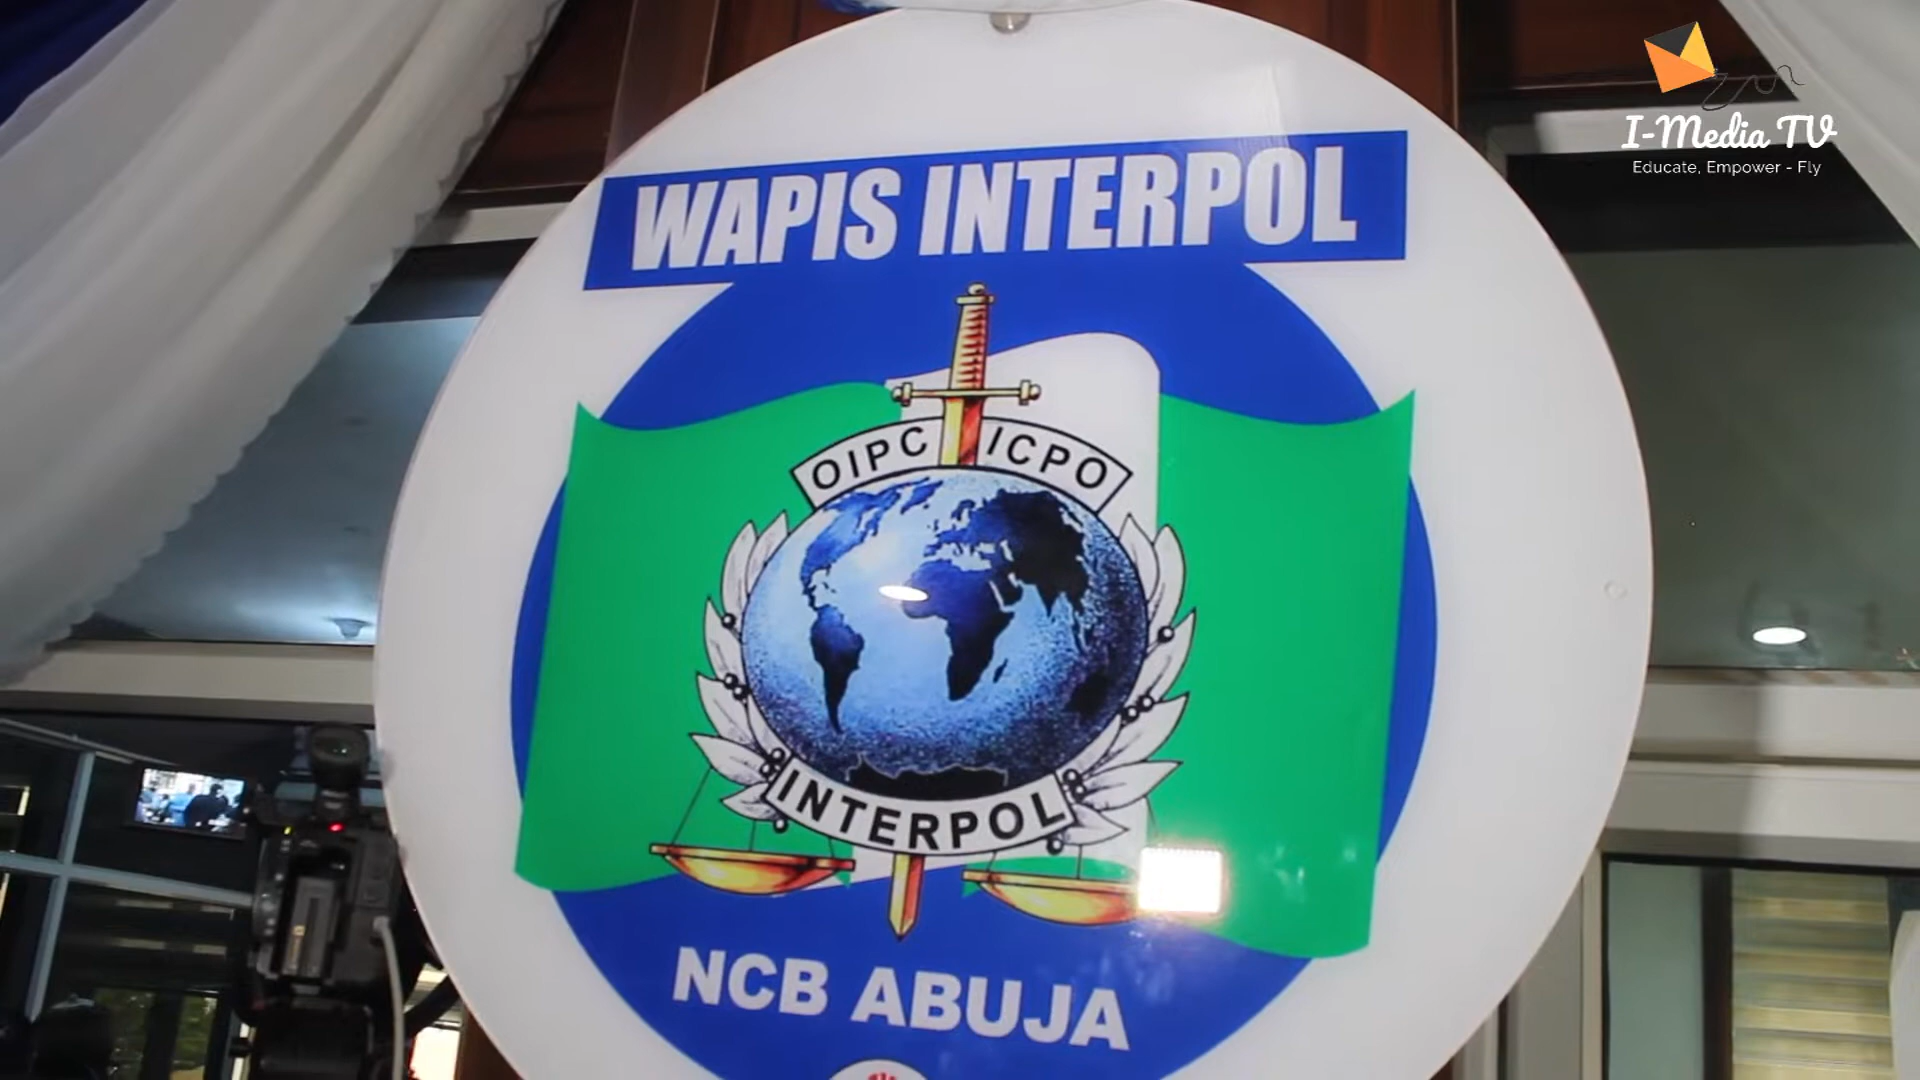 I-Media TV
Educate, Empower - Fly
WAPIS INTERPOL
OIPC ICPO
INTERPOL
NCB ABUJA